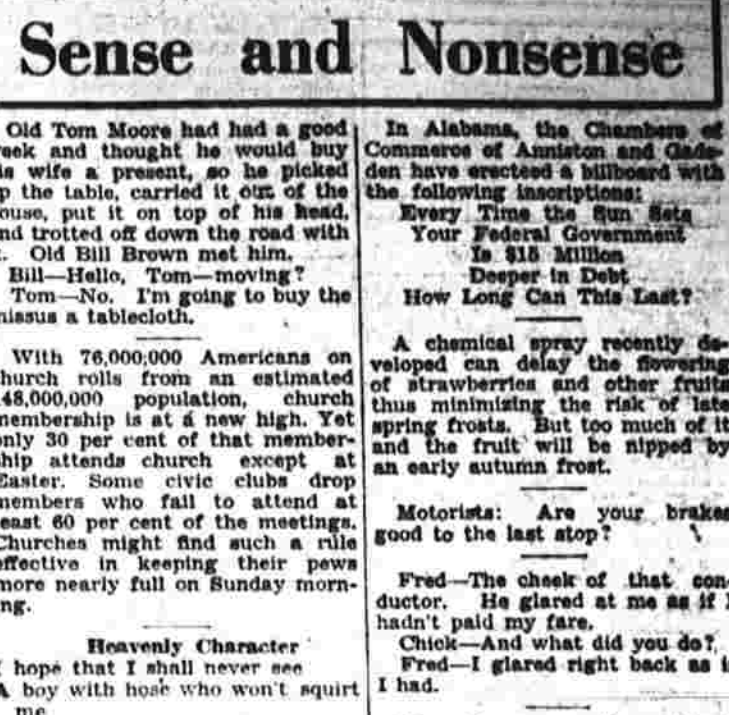 Sense and Nonsense
Old Tom Moore had had a good
eek and thought he would buy
is wife a present, so he picked
p the table, carried it out of the
ouse, put it on top of his head,
nd trotted off down the road with
t. Old Bill Brown met him.
Bill—Hello, Tom—moving?
Tom—No. I'm going to buy the
missus a tablecloth.
With 76,000,000 Americans on
hurch rolls from an estimated
48,000,000 population, church
membership is at a new high. Yet
only 30 per cent of that member-
ship attends church except at
Easter. Some civic clubs drop
members who fail to attend at
least 60 per cent of the meetings.
Churches might find such a rule
effective in keeping their pews
more nearly full on Sunday morn-
ng.
Heavenly Character
I hope that I shall never see
A boy with hose who won't squirt
me
In Alabama, the Chambers of
Commerce of Anniston and Gads-
den have erecteed a billboard with
the following inscriptions:
Every Time the Sun Sets
Your Federal Government
Is $15 Million
Deeper in Debt
How Long Can This Last?
A chemical spray recently de-
veloped can delay the flowering
of strawberries and other fruits
thus minimizing the risk of late
spring frosts. But too much of it
and the fruit will be nipped by
an early autumn frost.
Motorists: Are your brakes
good to the last stop?
Fred—The cheek of that con-
ductor. He glared at me as if I
hadn't paid my fare.
Chick—And what did you do?
Fred—I glared right back as i
I had.